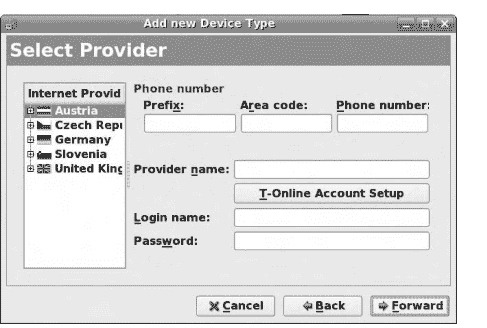 Add new Device Type
Select Provider
Internet Provid
Austria
Czech Repu
Germany
Slovenia
United King
Phone number
Prefix: Area code: Phone number:
Provider name:
T-Online Account Setup
Login name:
Password:
Cancel Back Forward